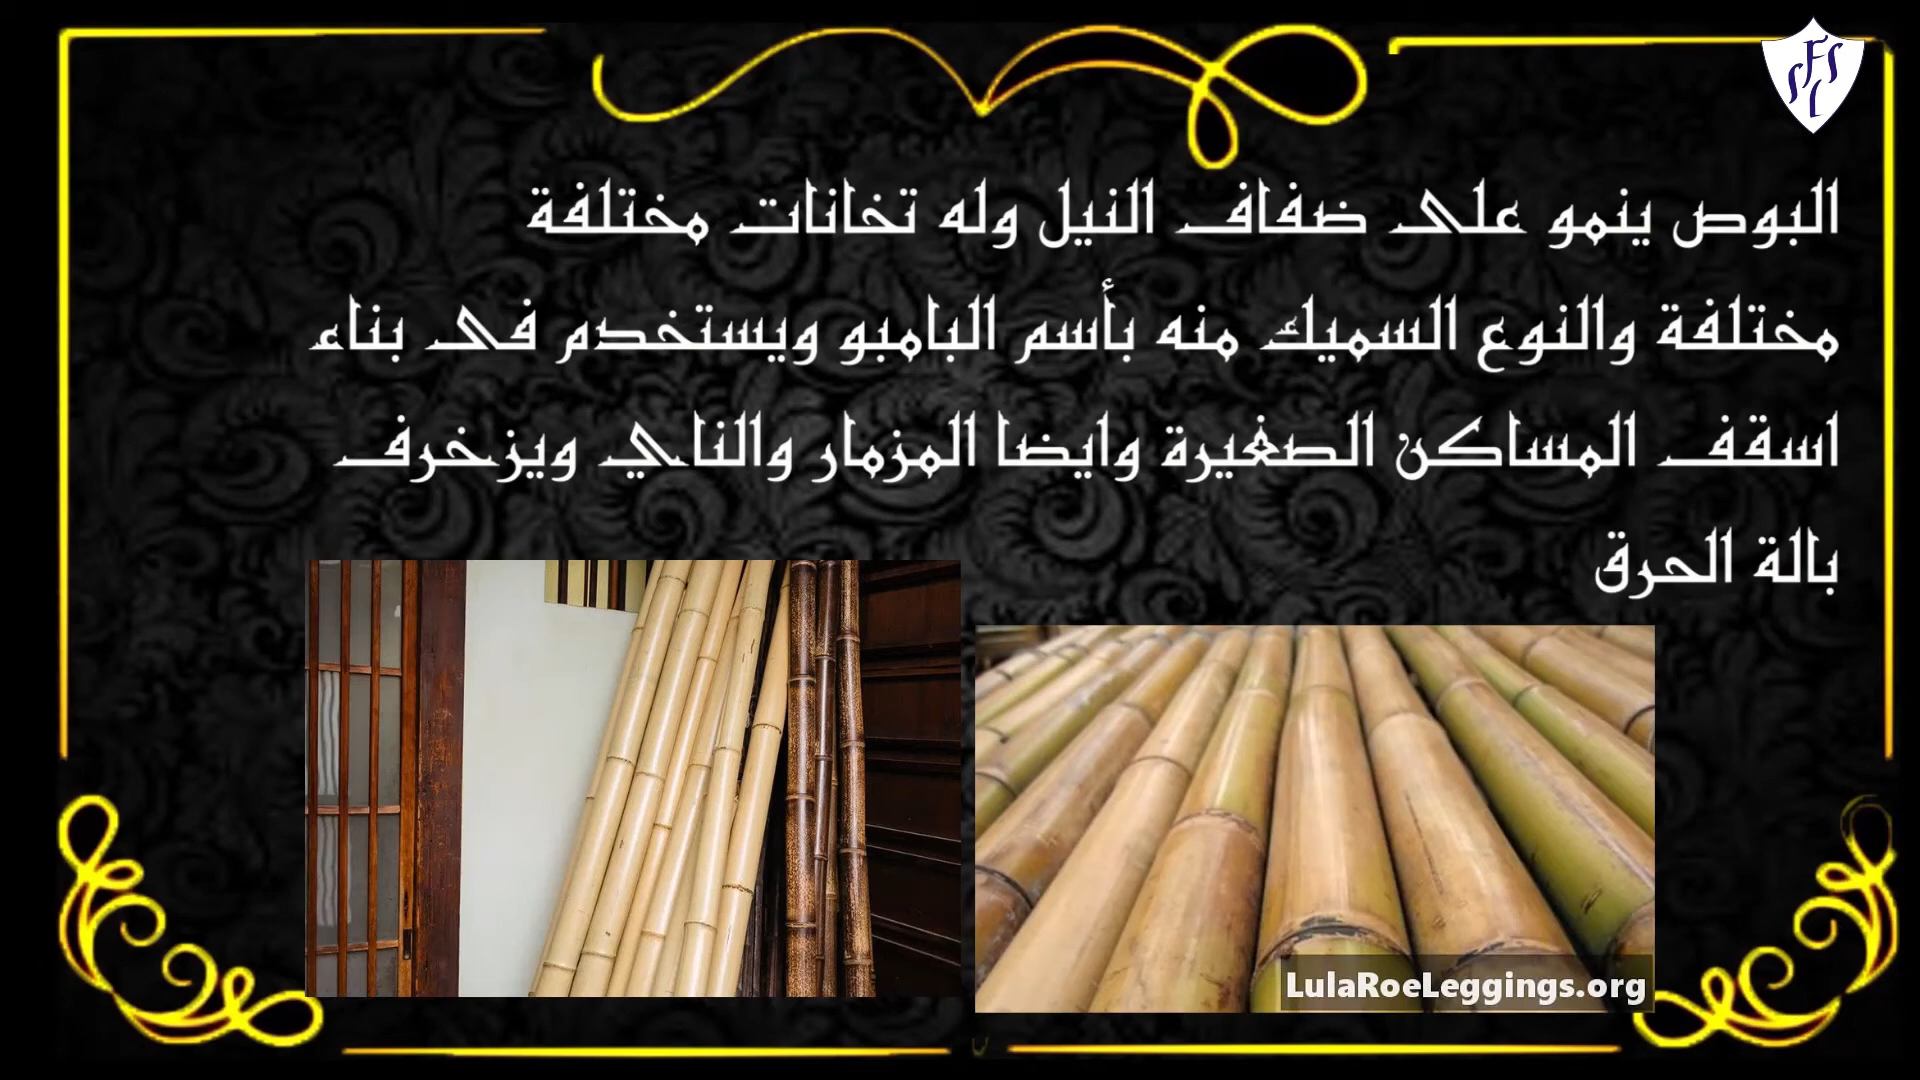 البوص ينمو على ضفاف النيل وله تخانات مختلفة
مختلفة والنوع السميك منه بأسم البامبو ويستخدم فى بناء
اسقف المساكن الصغيرة وايضا المزمار والناي ويزخرف
بالة الحرق
LulaRoeLeggings.org